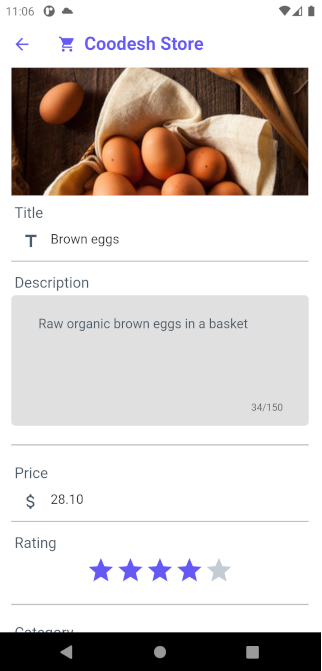 11:06
Coodesh Store
Title
Brown eggs
Description
Raw organic brown eggs in a basket
34/150
Price
$ 28.10
Rating
Category